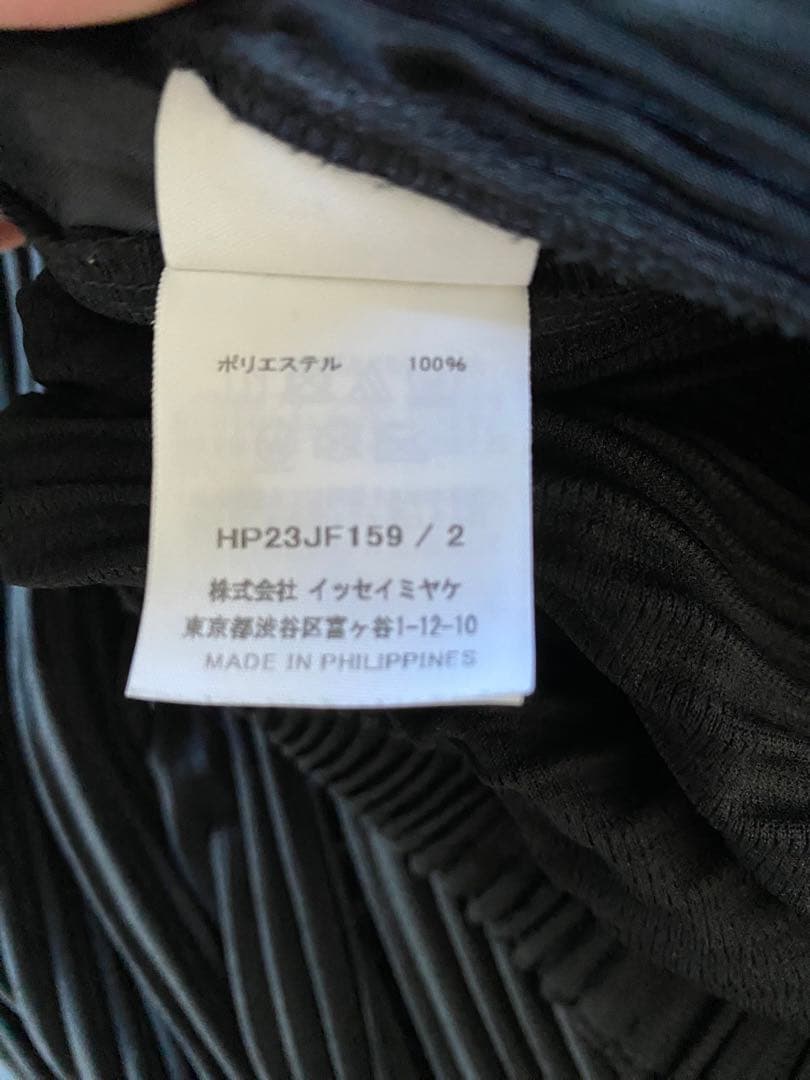 ポリエステル 100%
HP23JF159 / 2
株式会社 イッセイミヤケ
東京都渋谷区富ヶ谷1-12-10
MADE IN PHILIPPINES